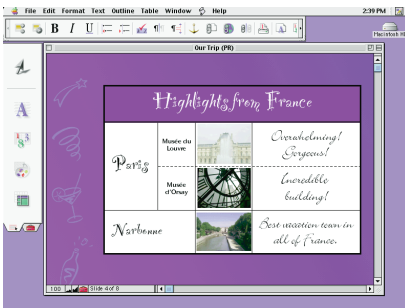 File Edit Format Text Outline Table Window Help 2:39 PM
B I U
Macintosh H
Our Trip (PR)
Highlights from France
Paris
Musée du
Louvre
Overwhelming!
Gorgeous!
Musée
d'Orsay
Incredible
building!
Narbonne
Best vacation town in
all of France.
A
100 Slide 4 of 8